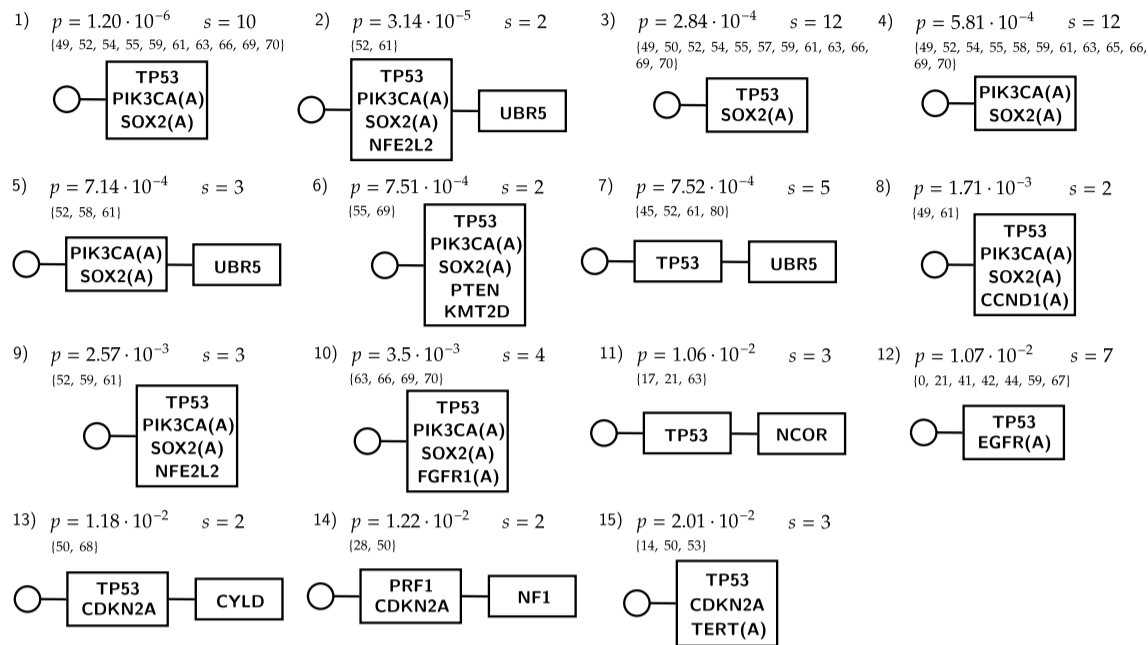 1) p = 1.20 · 10⁻⁶ s = 10
{49, 52, 54, 55, 59, 61, 63, 66, 69, 70}
TP53
PIK3CA(A)
SOX2(A)
2) p = 3.14 · 10⁻⁵ s = 2
{52, 61}
TP53
PIK3CA(A)
SOX2(A)
NFE2L2
UBR5
3) p = 2.84 · 10⁻⁴ s = 12
{49, 50, 52, 54, 55, 57, 59, 61, 63, 66,
69, 70}
TP53
SOX2(A)
4) p = 5.81 · 10⁻⁴ s = 12
{49, 52, 54, 55, 58, 59, 61, 63, 65, 66,
69, 70}
PIK3CA(A)
SOX2(A)
5) p = 7.14 · 10⁻⁴ s = 3
{52, 58, 61}
PIK3CA(A)
SOX2(A)
UBR5
6) p = 7.51 · 10⁻⁴ s = 2
{55, 69}
TP53
PIK3CA(A)
SOX2(A)
PTEN
KMT2D
7) p = 7.52 · 10⁻⁴ s = 5
{45, 52, 61, 80}
TP53
UBR5
8) p = 1.71 · 10⁻³ s = 2
{49, 61}
TP53
PIK3CA(A)
SOX2(A)
CCND1(A)
9) p = 2.57 · 10⁻³ s = 3
{52, 59, 61}
TP53
PIK3CA(A)
SOX2(A)
NFE2L2
10) p = 3.5 · 10⁻³ s = 4
{63, 66, 69, 70}
TP53
PIK3CA(A)
SOX2(A)
FGFR1(A)
11) p = 1.06 · 10⁻² s = 3
{17, 21, 63}
TP53
NCOR
12) p = 1.07 · 10⁻² s = 7
{0, 21, 41, 42, 44, 59, 67}
TP53
EGFR(A)
13) p = 1.18 · 10⁻² s = 2
{50, 68}
TP53
CDKN2A
CYLD
14) p = 1.22 · 10⁻² s = 2
{28, 50}
PRF1
CDKN2A
NF1
15) p = 2.01 · 10⁻² s = 3
{14, 50, 53}
TP53
CDKN2A
TERT(A)